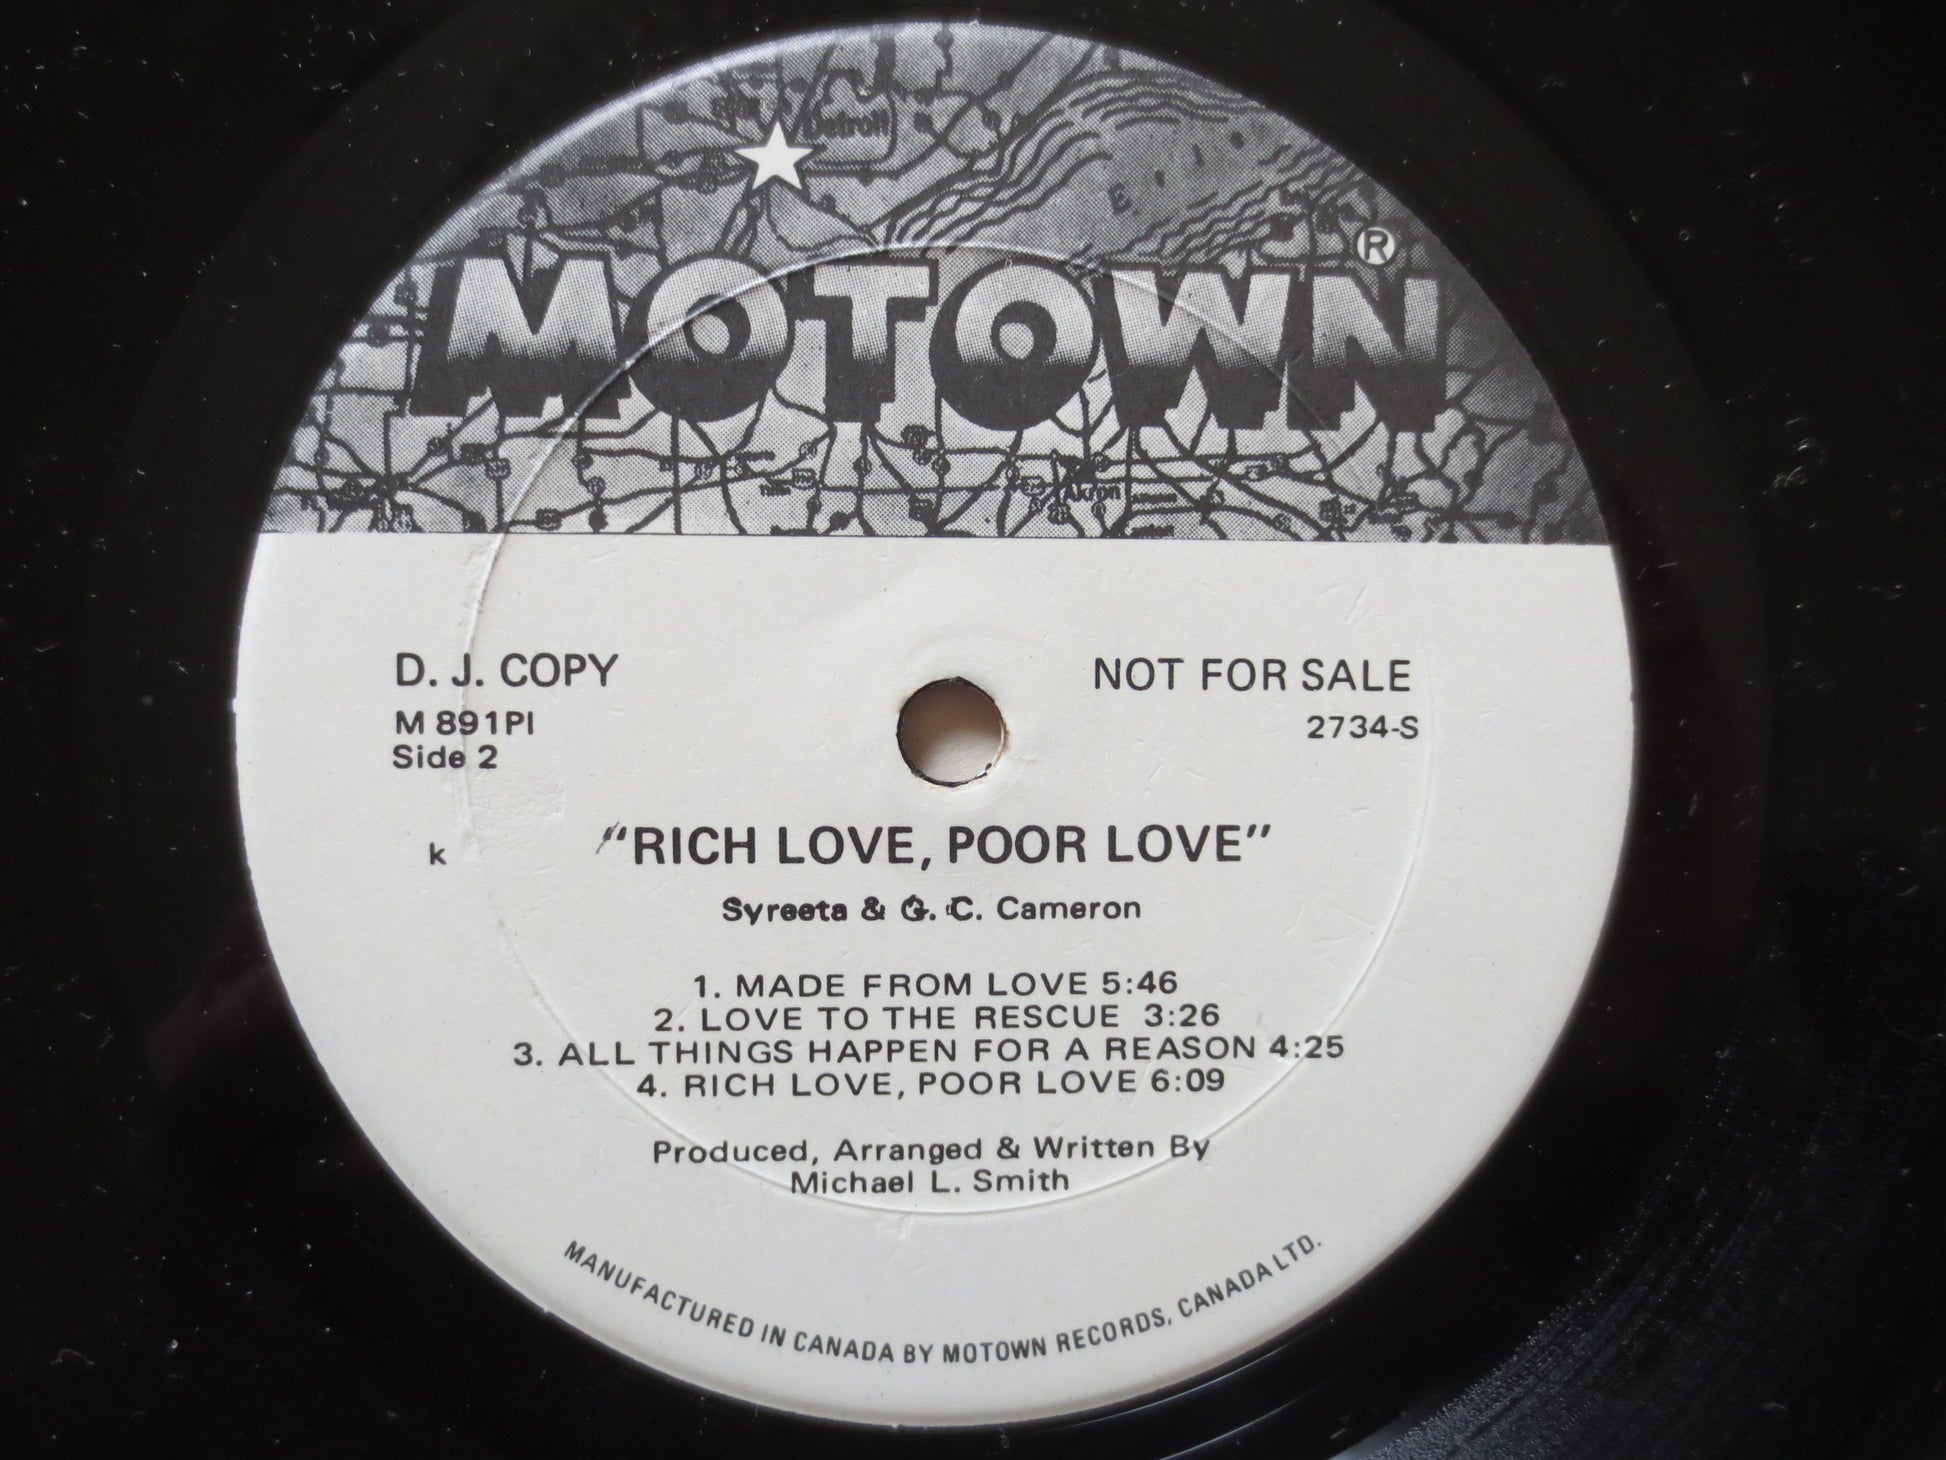 Detroit
MOTOWN ®
Akron
D. J. COPY
NOT FOR SALE
M 891PI
2734-S
Side 2
k
"RICH LOVE, POOR LOVE"
Syreeta & G. C. Cameron
1. MADE FROM LOVE 5:46
2. LOVE TO THE RESCUE 3:26
3. ALL THINGS HAPPEN FOR A REASON 4:25
4. RICH LOVE, POOR LOVE 6:09
Produced, Arranged & Written By
Michael L. Smith
MANUFACTURED IN CANADA BY MOTOWN RECORDS, CANADA LTD.